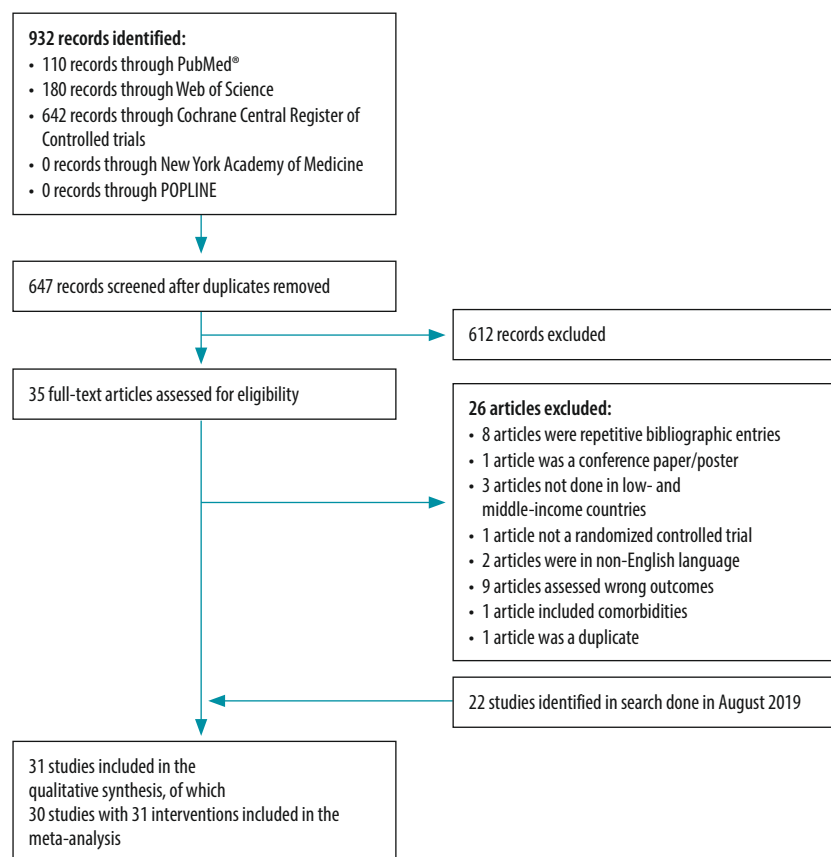 932 records identified:
• 110 records through PubMed®
• 180 records through Web of Science
• 642 records through Cochrane Central Register of
Controlled trials
• 0 records through New York Academy of Medicine
• 0 records through POPLINE
647 records screened after duplicates removed
612 records excluded
35 full-text articles assessed for eligibility
26 articles excluded:
• 8 articles were repetitive bibliographic entries
• 1 article was a conference paper/poster
• 3 articles not done in low- and
middle-income countries
• 1 article not a randomized controlled trial
• 2 articles were in non-English language
• 9 articles assessed wrong outcomes
• 1 article included comorbidities
• 1 article was a duplicate
22 studies identified in search done in August 2019
31 studies included in the
qualitative synthesis, of which
30 studies with 31 interventions included in the
meta-analysis